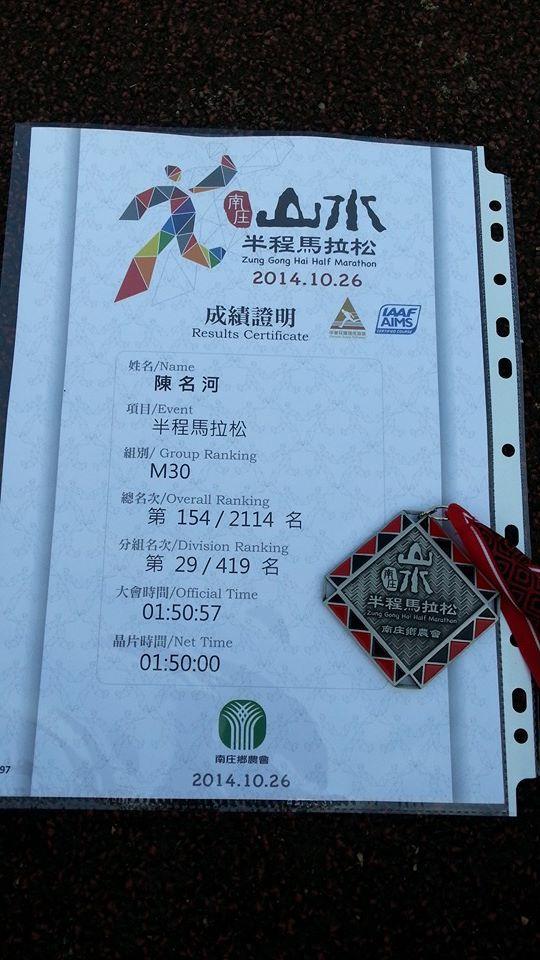 南庄
山水
半程馬拉松
Zung Gong Hai Half Marathon
2014.10.26
成績證明
Results Certificate
IAAF
AIMS
CERTIFIED COURSE
姓名/Name
陳名河
項目/Event
半程馬拉松
組別/ Group Ranking
M30
總名次/Overall Ranking
第 154/2114 名
分組名次/Division Ranking
第 29/419 名
大會時間/Official Time
01:50:57
晶片時間/Net Time
01:50:00
南庄鄉農會
2014.10.26
97
南庄
山水
半程馬拉松
Zung Gong Hai Half Marathon
南庄鄉農會